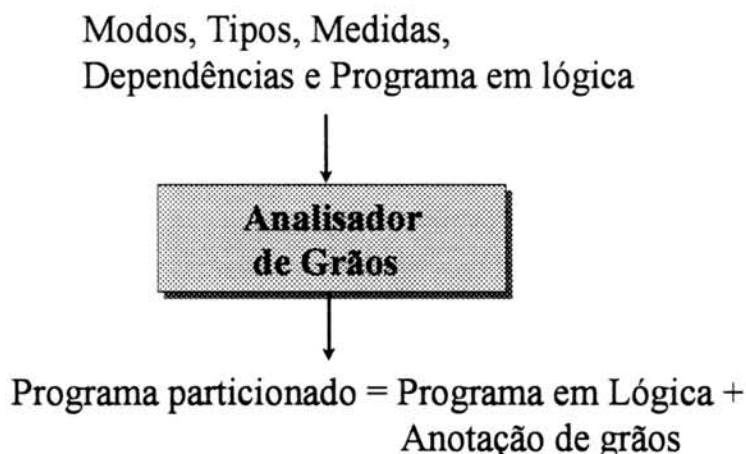 Modos, Tipos, Medidas,
Dependências e Programa em lógica
Analisador
de Grãos
Programa particionado = Programa em Lógica +
Anotação de grãos